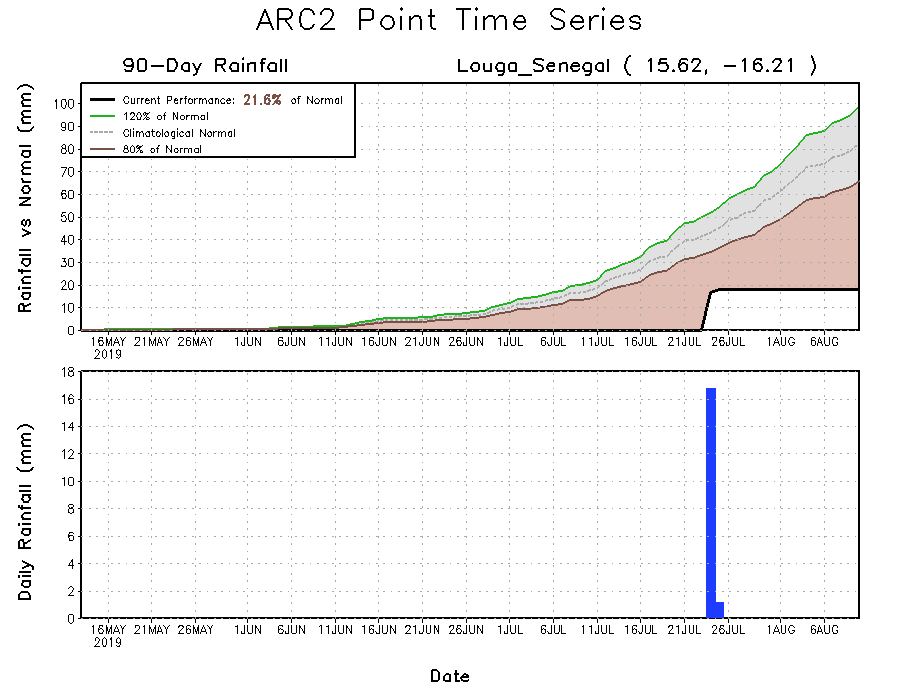 ARC2 Point Time Series
90-Day Rainfall
Louga_Senegal ( 15.62, -16.21 )
Rainfall vs Normal (mm)
Current Performance: 21.6% of Normal
120% of Normal
Climatological Normal
80% of Normal
100
90
80
70
60
50
40
30
20
10
0
16MAY 21MAY 26MAY 1JUN 6JUN 11JUN 16JUN 21JUN 26JUN 1JUL 6JUL 11JUL 16JUL 21JUL 26JUL 1AUG 6AUG
2019
Daily Rainfall (mm)
18
16
14
12
10
8
6
4
2
0
16MAY 21MAY 26MAY 1JUN 6JUN 11JUN 16JUN 21JUN 26JUN 1JUL 6JUL 11JUL 16JUL 21JUL 26JUL 1AUG 6AUG
2019
Date